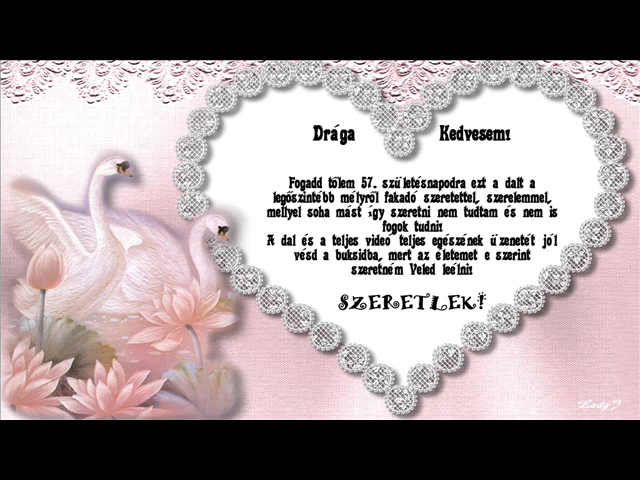 Drága Kedvesem!
Fogadd tőlem 57. születésnapodra ezt a dalt a
legőszintébb mélyről fakadó szeretettel, szerelemmel,
mellyel soha mást így szeretni nem tudtam és nem is
fogok tudni!
A dal és a teljes videó teljes egészének üzenetét jól
vésd a buksidba, mert az életemet e szerint
szeretném Veled leélni!
SZERETLEK!
Lady J